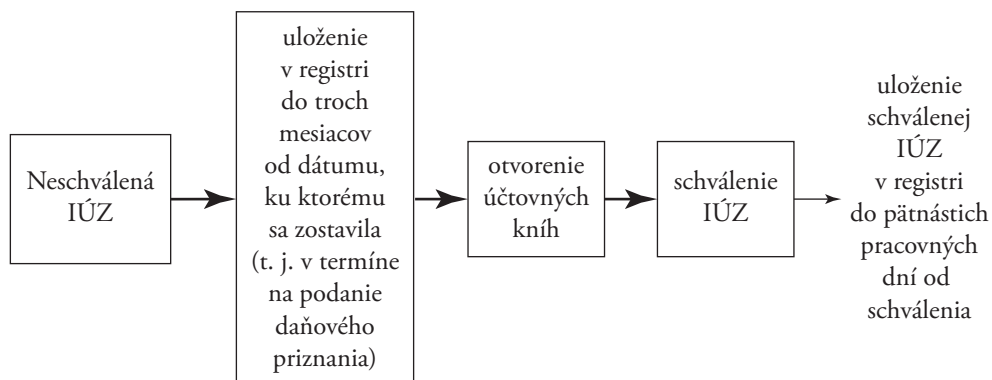 Neschválená
IÚZ
uloženie
v registri
do troch
mesiacov
od dátumu,
ku ktorému
sa zostavila
(t. j. v termíne
na podanie
daňového
priznania)
otvorenie
účtovných
kníh
schválenie
IÚZ
uloženie
schválenej
IÚZ
v registri
do pätnástich
pracovných
dní od
schválenia